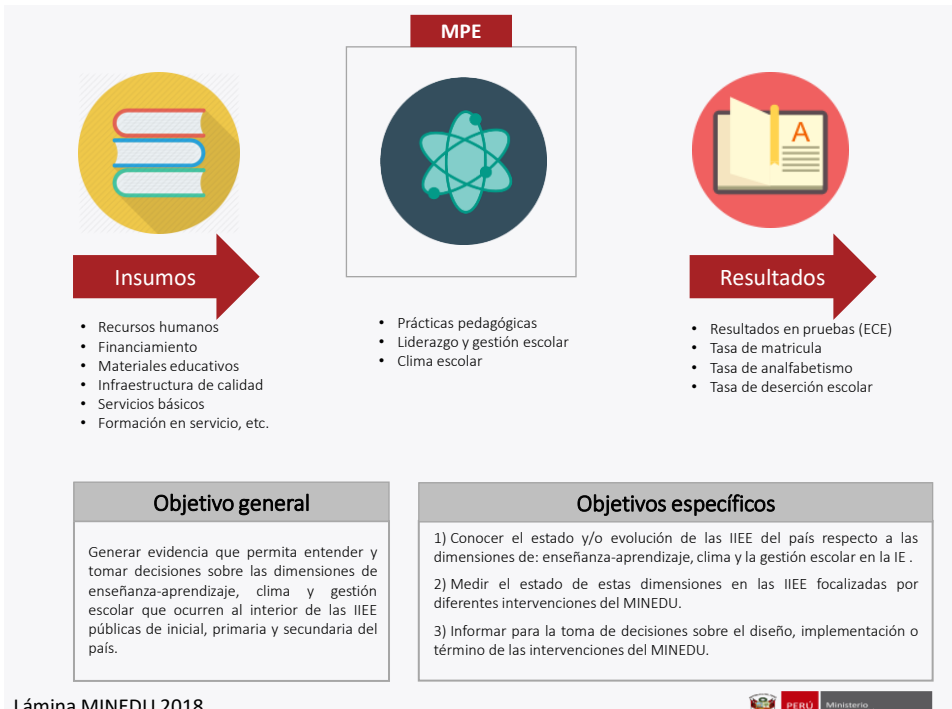 MPE
Insumos
• Recursos humanos
• Financiamiento
• Materiales educativos
• Infraestructura de calidad
• Servicios básicos
• Formación en servicio, etc.
• Prácticas pedagógicas
• Liderazgo y gestión escolar
• Clima escolar
A
Resultados
• Resultados en pruebas (ECE)
• Tasa de matricula
• Tasa de analfabetismo
• Tasa de deserción escolar
Objetivo general
Generar evidencia que permita entender y
tomar decisiones sobre las dimensiones de
enseñanza-aprendizaje, clima y gestión
escolar que ocurren al interior de las IIEE
públicas de inicial, primaria y secundaria del
país.
Objetivos específicos
1) Conocer el estado y/o evolución de las IIEE del país respecto a las
dimensiones de: enseñanza-aprendizaje, clima y la gestión escolar en la IE .
2) Medir el estado de estas dimensiones en las IIEE focalizadas por
diferentes intervenciones del MINEDU.
3) Informar para la toma de decisiones sobre el diseño, implementación o
término de las intervenciones del MINEDU.
Lámina MINEDU 2018
PERÚ Ministerio